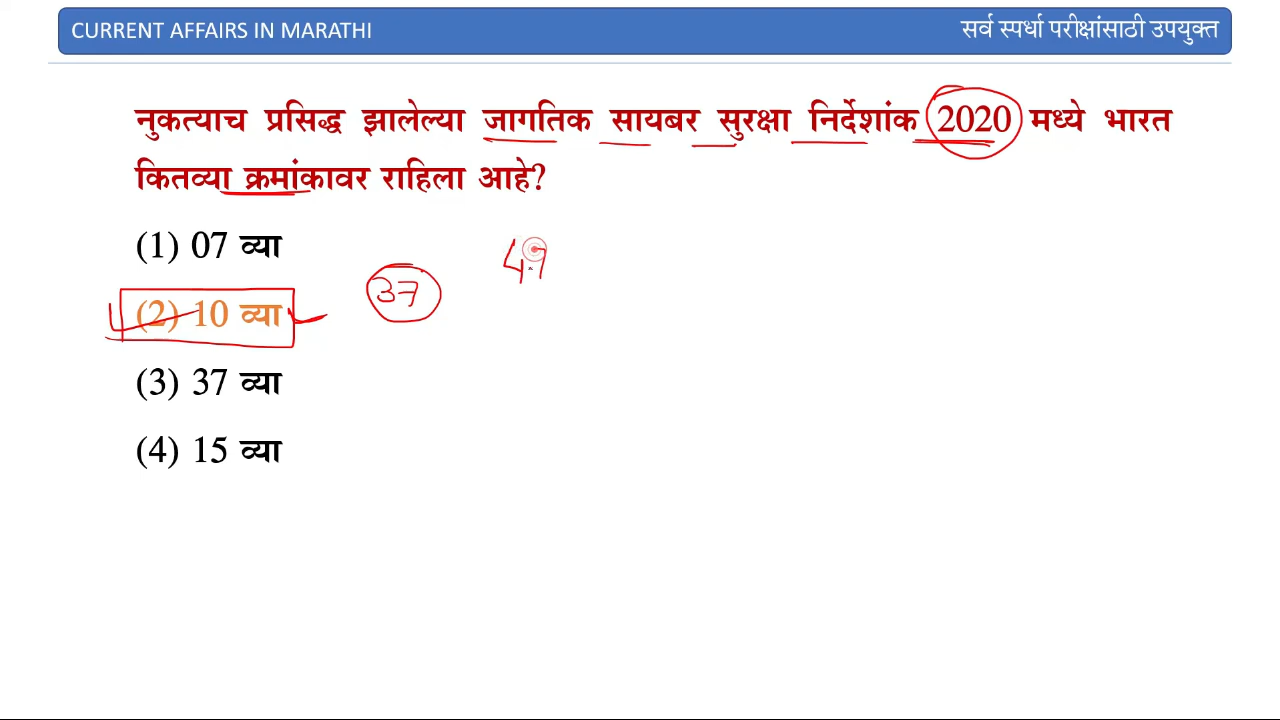 CURRENT AFFAIRS IN MARATHI
सर्व स्पर्धा परीक्षांसाठी उपयुक्त
नुकत्याच प्रसिद्ध झालेल्या जागतिक सायबर सुरक्षा निर्देशांक 2020 मध्ये भारत
कितव्या क्रमांकावर राहिला आहे?
(1) 07 व्या
(2) 10 व्या
37
(3) 37 व्या
(4) 15 व्या